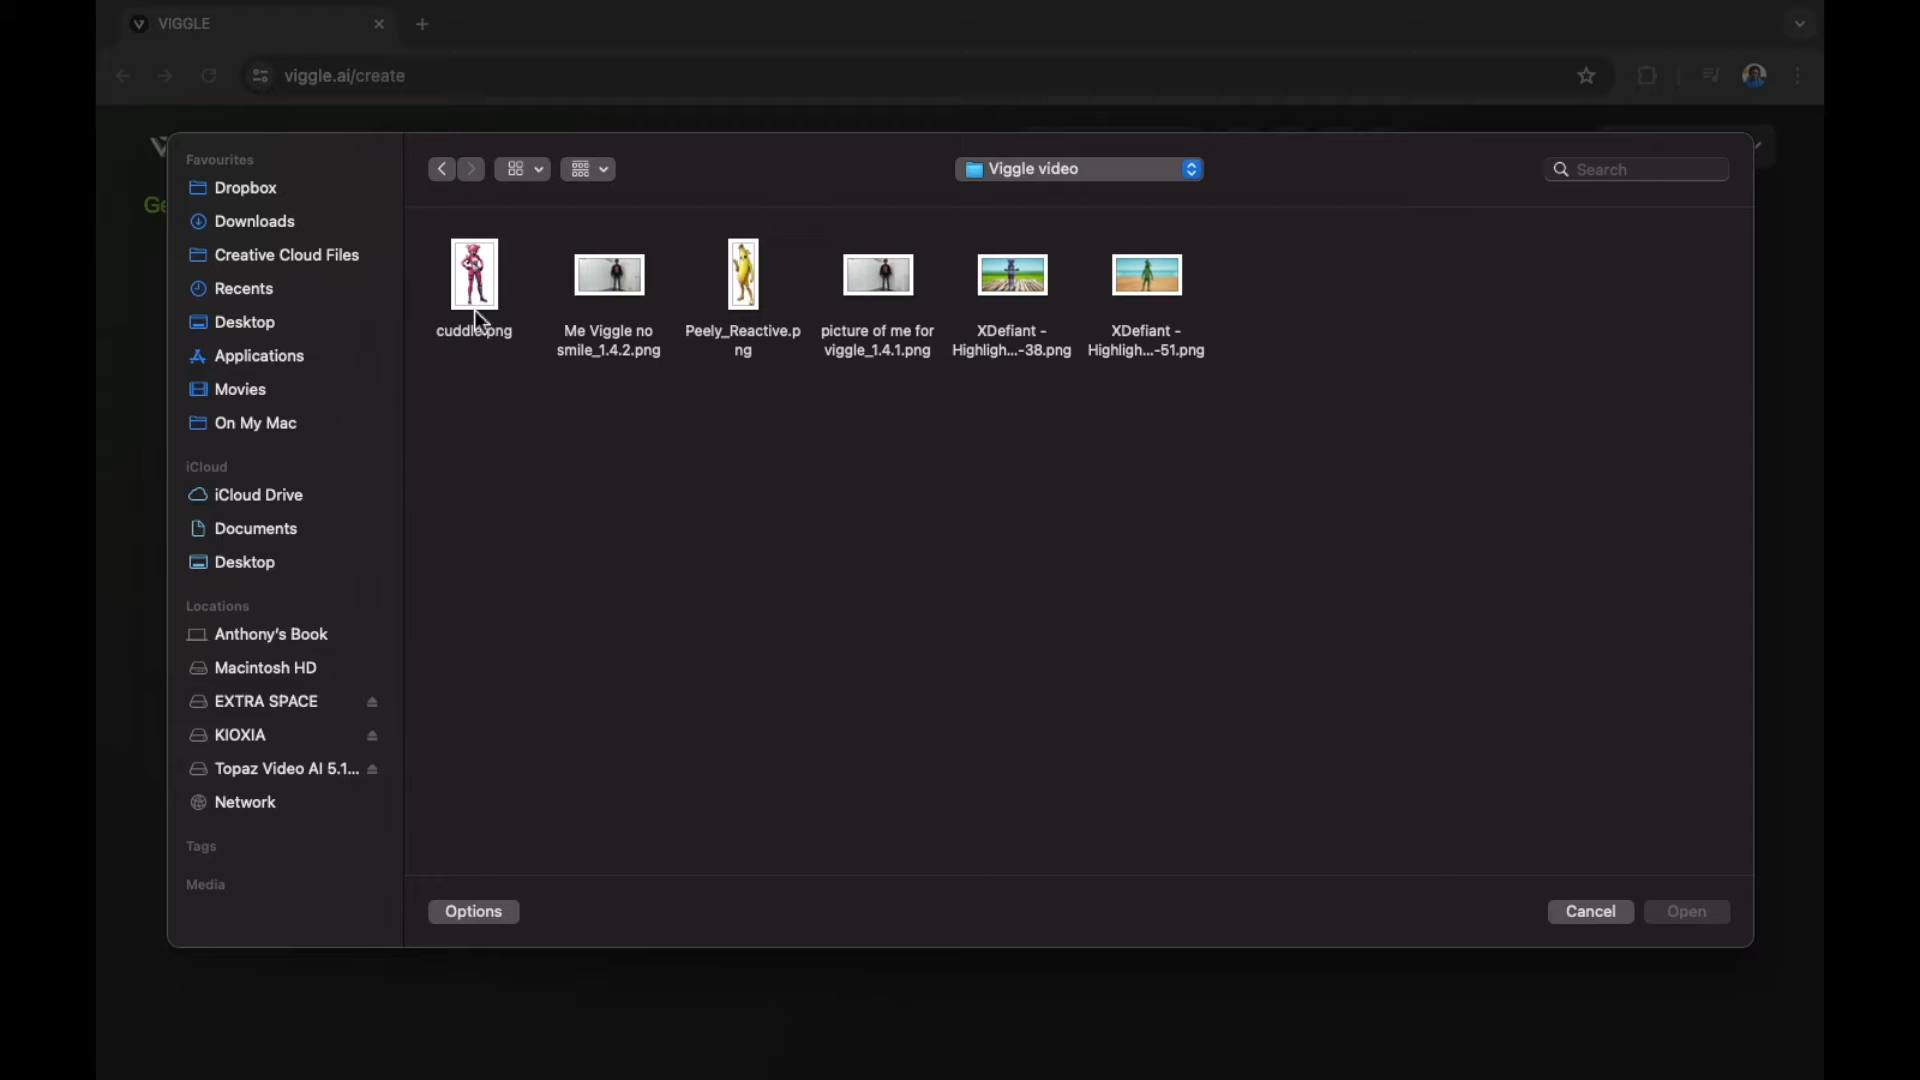 VIGGLE
viggle.ai/create
Ge
Favourites
Dropbox
Downloads
Creative Cloud Files
Recents
Desktop
Applications
Movies
On My Mac
iCloud
iCloud Drive
Documents
Desktop
Locations
Anthony's Book
Macintosh HD
EXTRA SPACE
KIOXIA
Topaz Video AI 5.1...
Network
Tags
Media
Viggle video
Search
cuddle.png
Me Viggle no
smile_1.4.2.png
Peely_Reactive.p
ng
picture of me for
viggle_1.4.1.png
XDefiant -
Highligh...-38.png
XDefiant -
Highligh...-51.png
Options
Cancel
Open